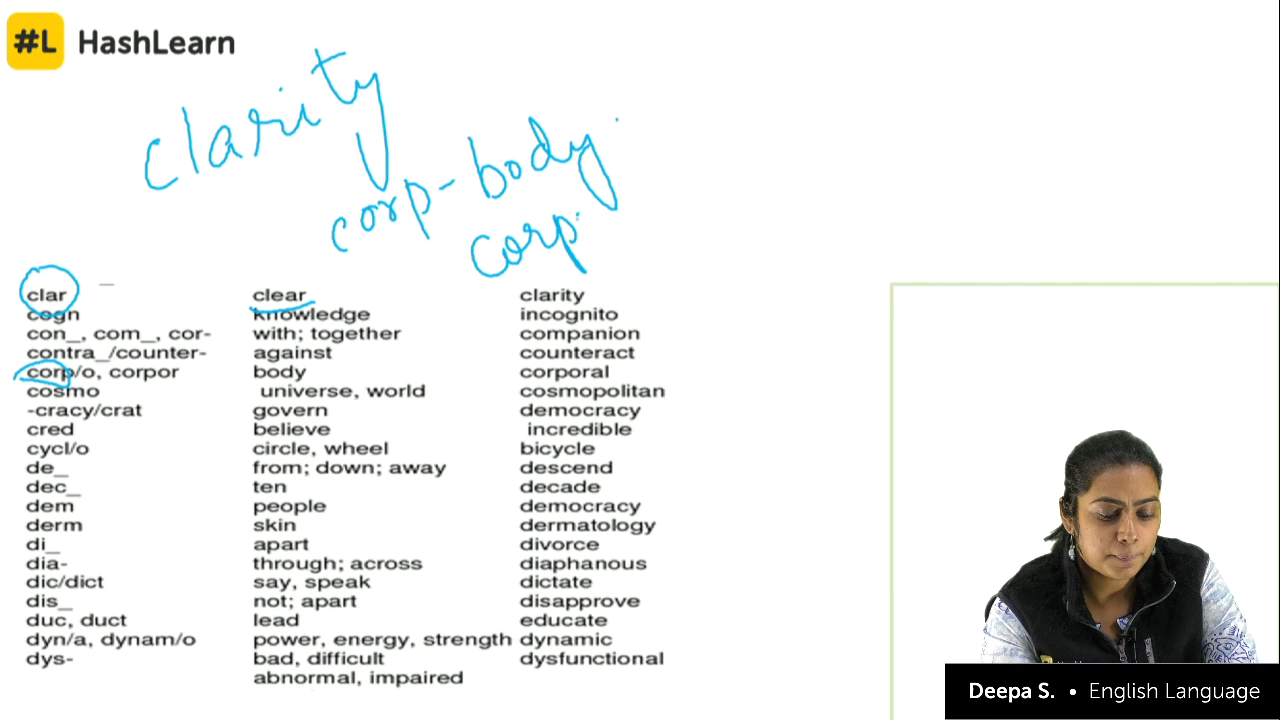 #L HashLearn
clarity
corp-body
corp
clar clear clarity
cogn knowledge incognito
con_, com_, cor- with; together companion
contra_/counter- against counteract
corp/o, corpor body corporal
cosmo universe, world cosmopolitan
-cracy/crat govern democracy
cred believe incredible
cycl/o circle, wheel bicycle
de_ from; down; away descend
dec_ ten decade
dem people democracy
derm skin dermatology
di_ apart divorce
dia- through; across diaphanous
dic/dict say, speak dictate
dis_ not; apart disapprove
duc, duct lead educate
dyn/a, dynam/o power, energy, strength dynamic
dys- bad, difficult dysfunctional
abnormal, impaired
Deepa S. • English Language